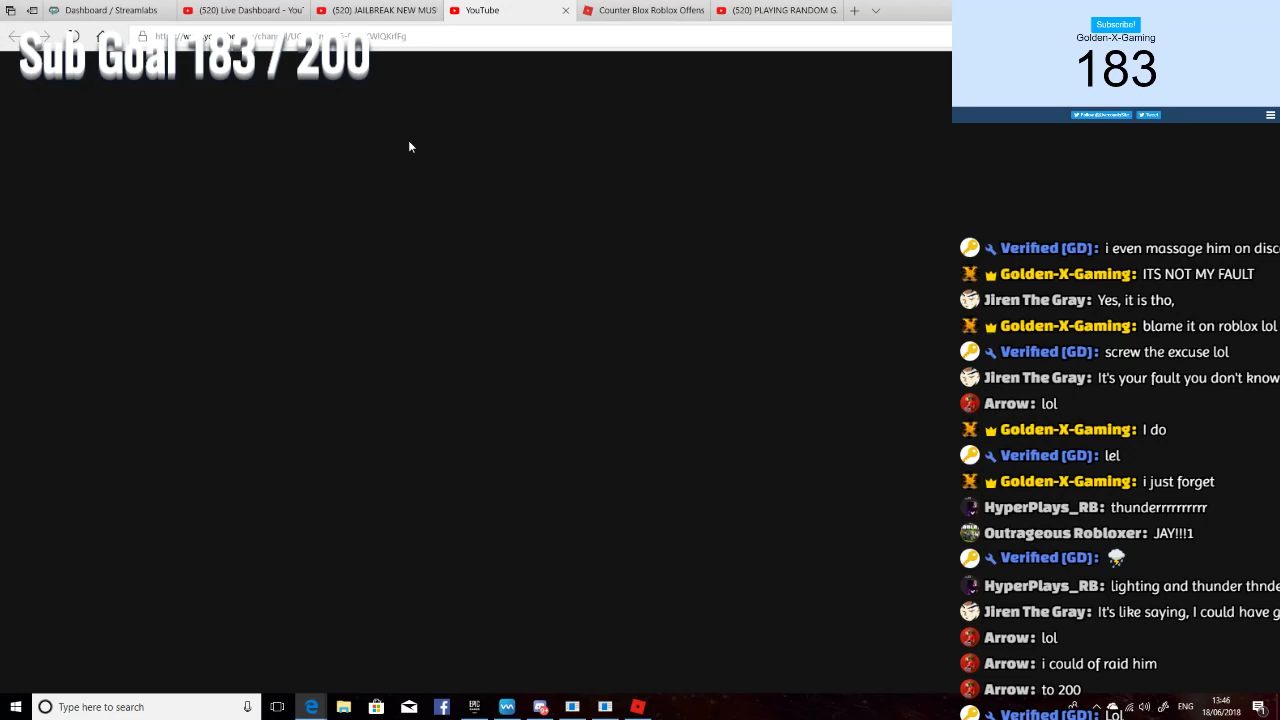 Dashboard / Streamlabs
(520) Live Dashboard - You
(520) JAILBREAK NEW MUS
YouTube
Counter Blox Roblox Offers
(520) PLAYING RANDOM G.
Sub Goal 183 / 200
Subscribe!
Golden-X-Gaming
183
Tweet
Verified [GD]: i even massage him on disc
Golden-X-Gaming: ITS NOT MY FAULT
Jiren The Gray: Yes, it is tho,
Golden-X-Gaming: blame it on roblox lol
Verified [GD]: screw the excuse lol
Jiren The Gray: It's your fault you don't know
Arrow: lol
Golden-X-Gaming: I do
Verified [GD]: lel
Golden-X-Gaming: i just forget
HyperPlays_RB: thunderrrrrrrrr
Outrageous Robloxer: JAY!!!1
Verified [GD]:
HyperPlays_RB: lighting and thunder thnde
Jiren The Gray: It's like saying, I could have g
Arrow: lol
Arrow: i could of raid him
Arrow: to 200
Verified [GD]: Lol
Type here to search
ENG
13:46
18/06/2018